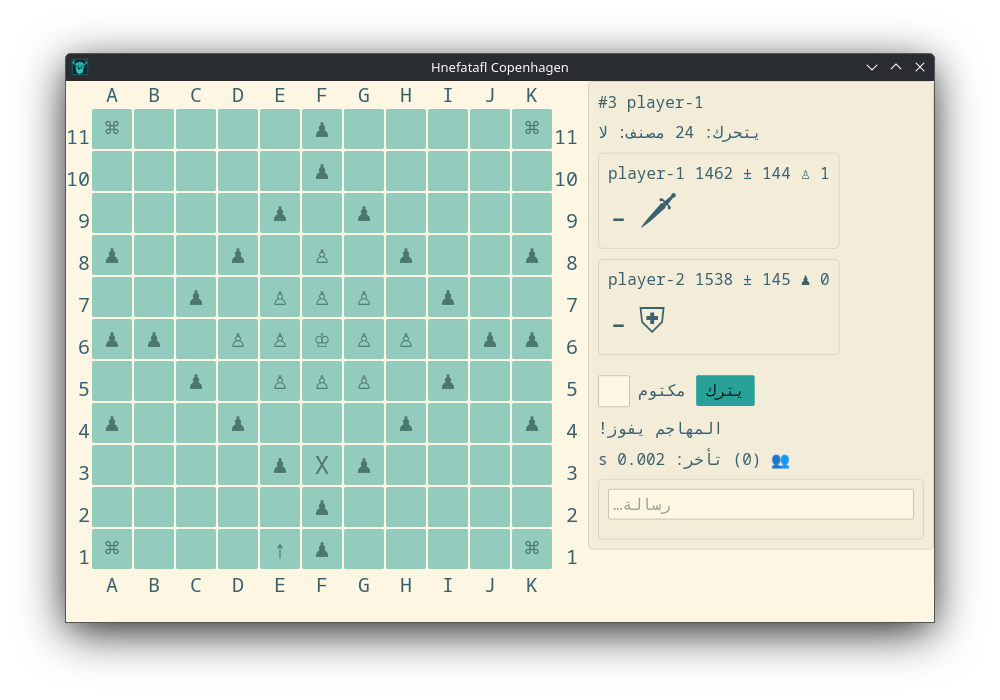 Hnefatafl Copenhagen
A B C D E F G H I J K
11 ⌘ ♟ ⌘ 11
10 ♟ 10
9 ♟ ♟ 9
8 ♟ ♟ ♙ ♟ ♟ 8
7 ♟ ♙ ♙ ♙ ♟ 7
6 ♟ ♟ ♙ ♙ ♔ ♙ ♙ ♟ ♟ 6
5 ♟ ♙ ♙ ♙ ♟ 5
4 ♟ ♟ ♟ ♟ 4
3 ♟ X ♟ 3
2 ♟ 2
1 ⌘ ↑ ♟ ⌘ 1
A B C D E F G H I J K
#3 player-1
يتحرك: 24 مصنف: لا
player-1 1462 ± 144 ♙ 1
–
player-2 1538 ± 145 ♟ 0
–
مكتوم يترك
المهاجم يفوز!
👥 (0) تأخر: 0.002 s
رسالة…